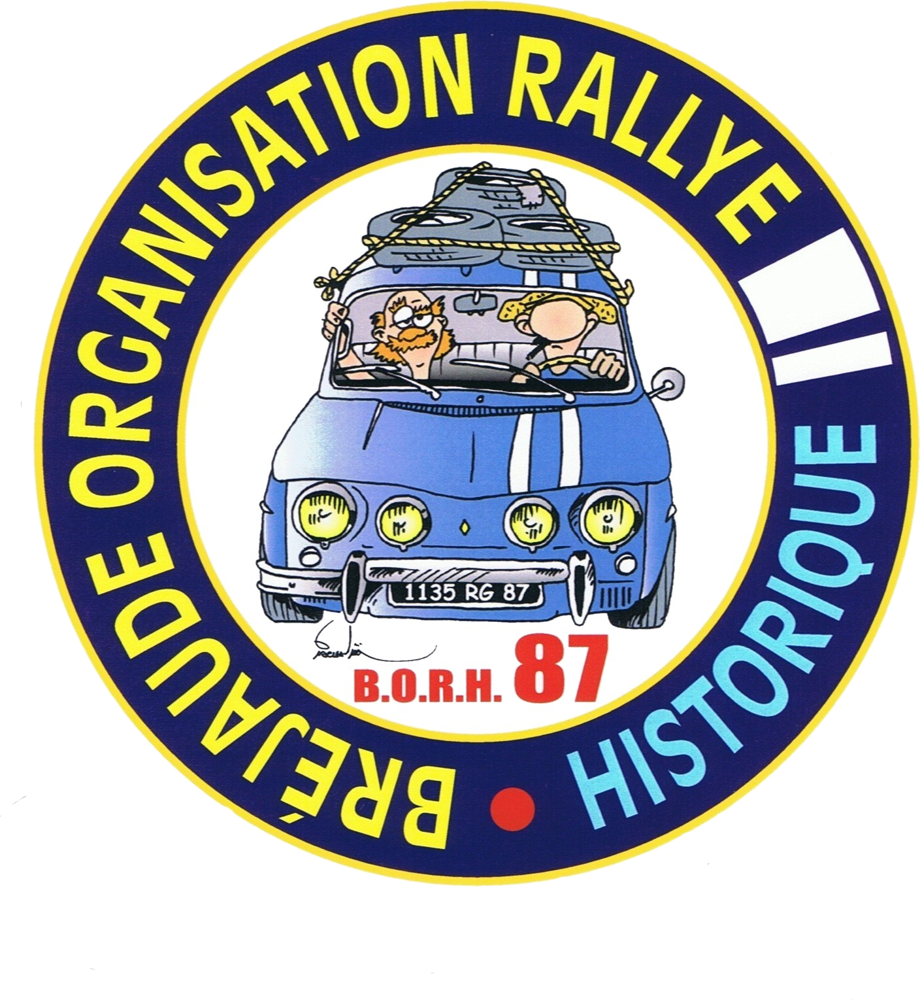 BRÉJAUDE ORGANISATION RALLYE
HISTORIQUE
1135 RG 87
B.O.R.H. 87